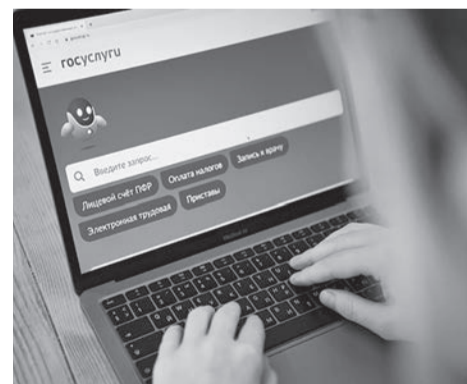 госуслуги
Введите запрос...
Лицевой счёт ПФР
Оплата налогов
Запись к врачу
Электронная трудовая
Приставы